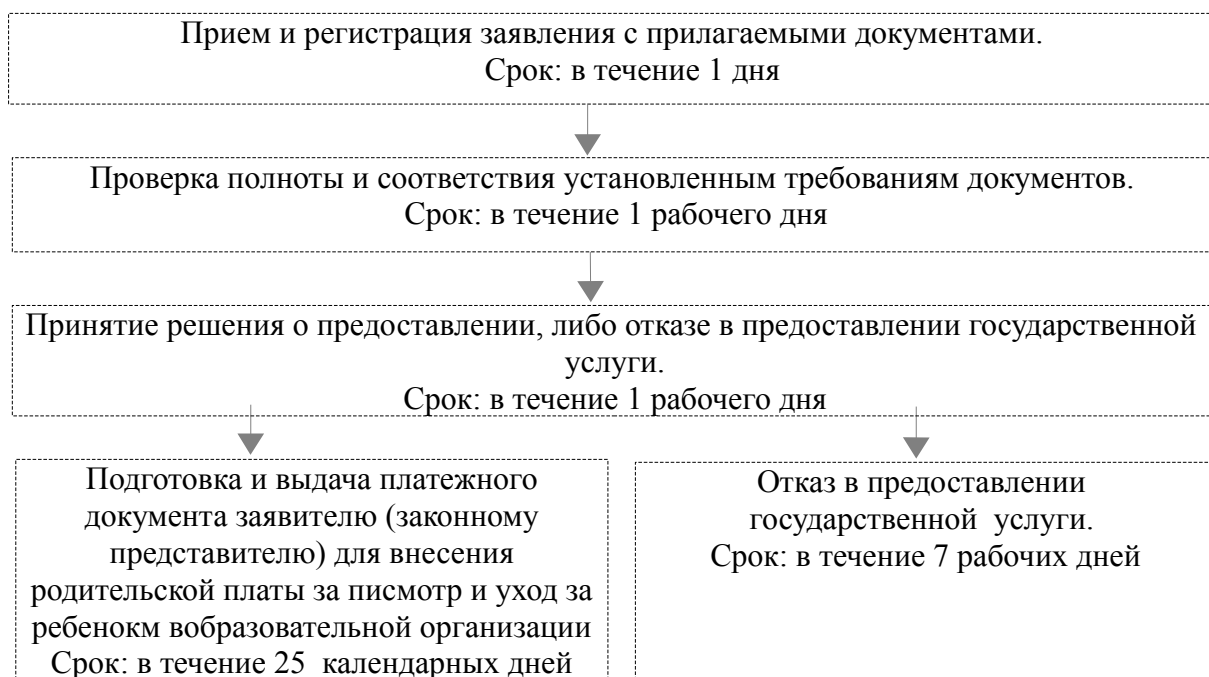 Прием и регистрация заявления с прилагаемыми документами.
Срок: в течение 1 дня
Проверка полноты и соответствия установленным требованиям документов.
Срок: в течение 1 рабочего дня
Принятие решения о предоставлении, либо отказе в предоставлении государственной
услуги.
Срок: в течение 1 рабочего дня
Подготовка и выдача платежного
документа заявителю (законному
представителю) для внесения
родительской платы за писмотр и уход за
ребенокм вобразовательной организации
Срок: в течение 25 календарных дней
Отказ в предоставлении
государственной услуги.
Срок: в течение 7 рабочих дней